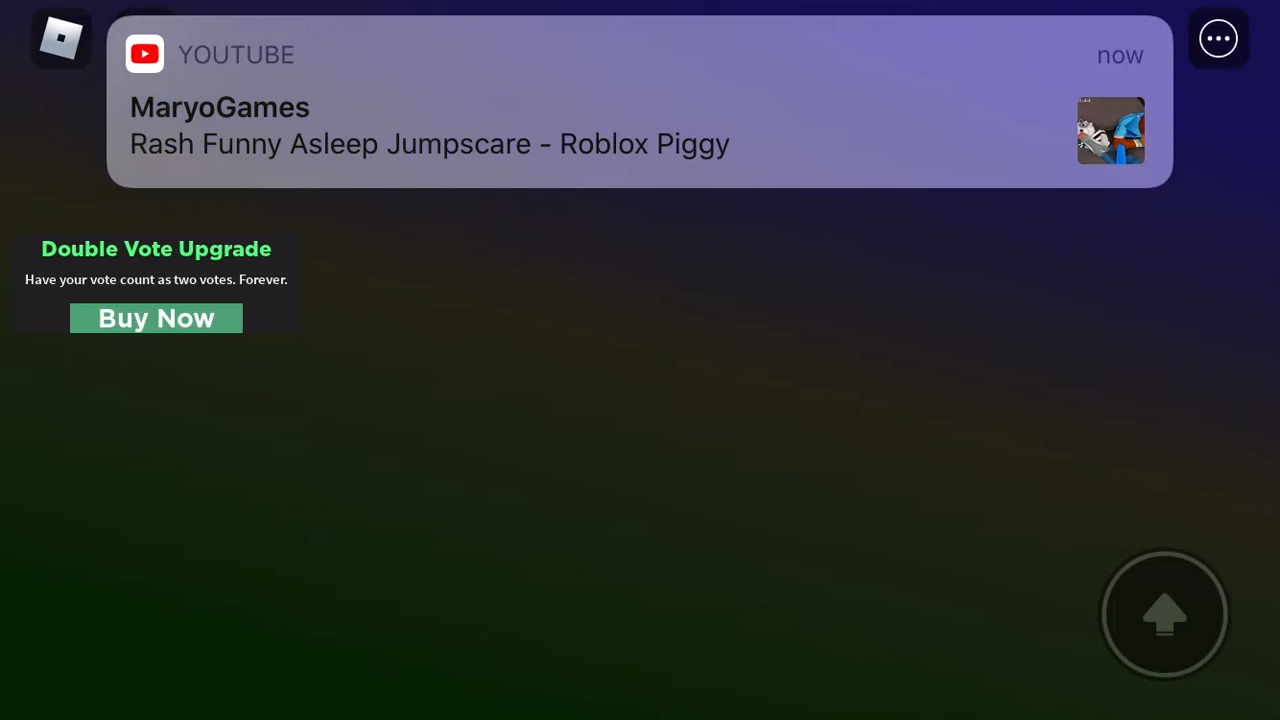 YOUTUBE
now
MaryoGames
Rash Funny Asleep Jumpscare - Roblox Piggy
Double Vote Upgrade
Have your vote count as two votes. Forever.
Buy Now